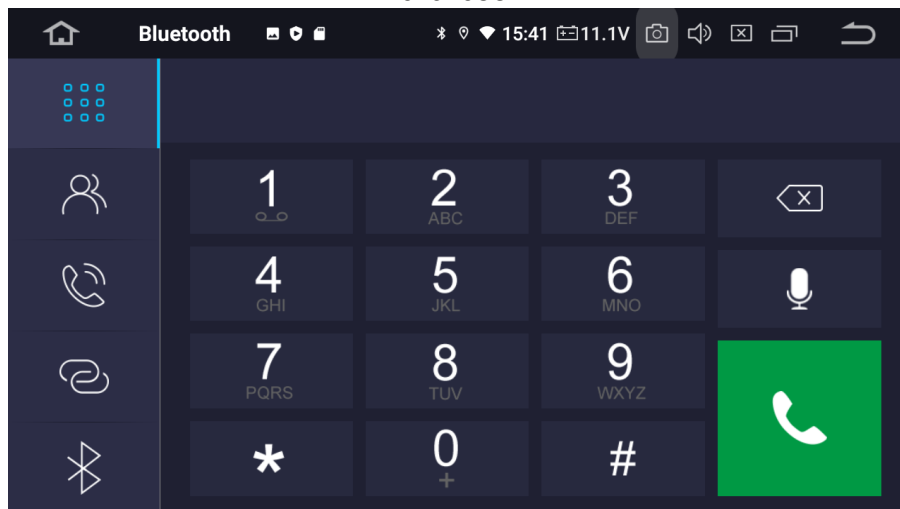 Bluetooth 15:41 11.1V
1 2 3
ABC DEF
4 5 6
GHI JKL MNO
7 8 9
PQRS TUV WXYZ
* 0 #
+